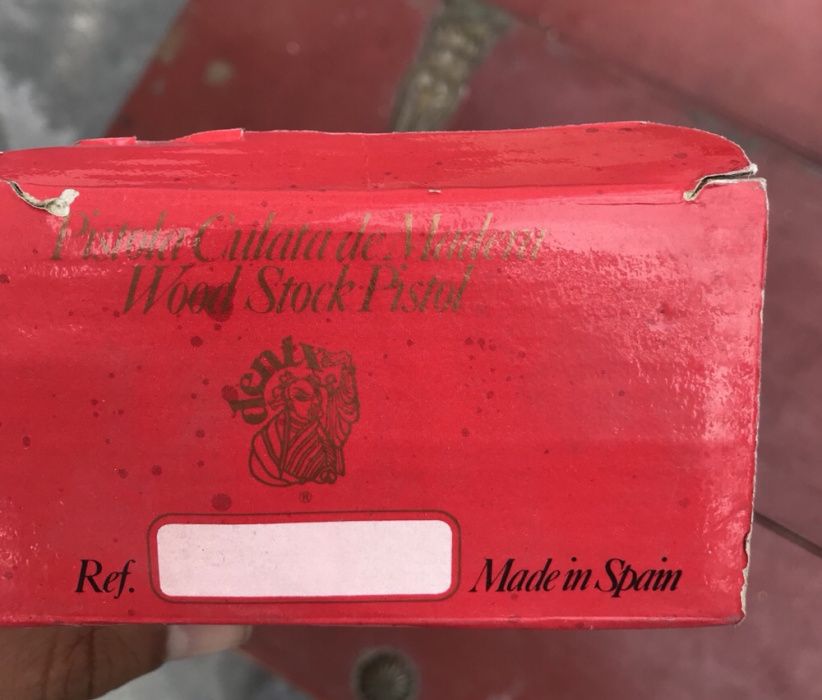 Pistola Culata de Madera
Wood Stock Pistol
denix
®
Ref.
Made in Spain